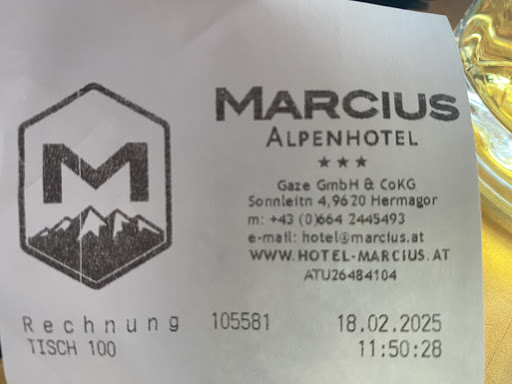 M
MARCIUS
ALPENHOTEL
★ ★ ★
Gaze GmbH & CoKG
Sonnleitn 4,9620 Hermagor
m: +43 (0)664 2445493
e-mail: hotel@marcius.at
WWW.HOTEL-MARCIUS.AT
ATU26484104
Rechnung 105581 18.02.2025
TISCH 100 11:50:28